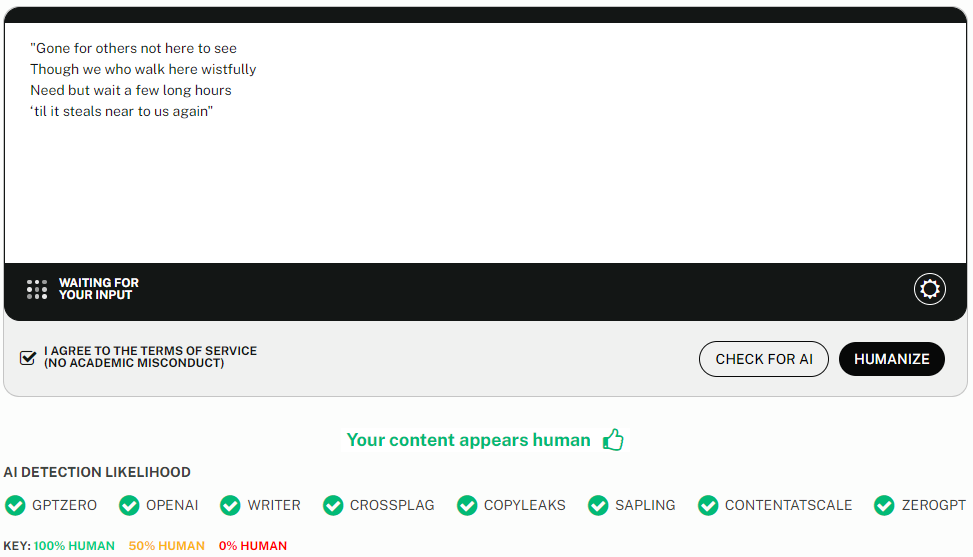 "Gone for others not here to see
Though we who walk here wistfully
Need but wait a few long hours
‘til it steals near to us again"
WAITING FOR
YOUR INPUT
I AGREE TO THE TERMS OF SERVICE
(NO ACADEMIC MISCONDUCT)
CHECK FOR AI
HUMANIZE
Your content appears human
AI DETECTION LIKELIHOOD
GPTZERO OPENAI WRITER CROSSPLAG COPYLEAKS SAPLING CONTENTATSCALE ZEROGPT
KEY: 100% HUMAN 50% HUMAN 0% HUMAN